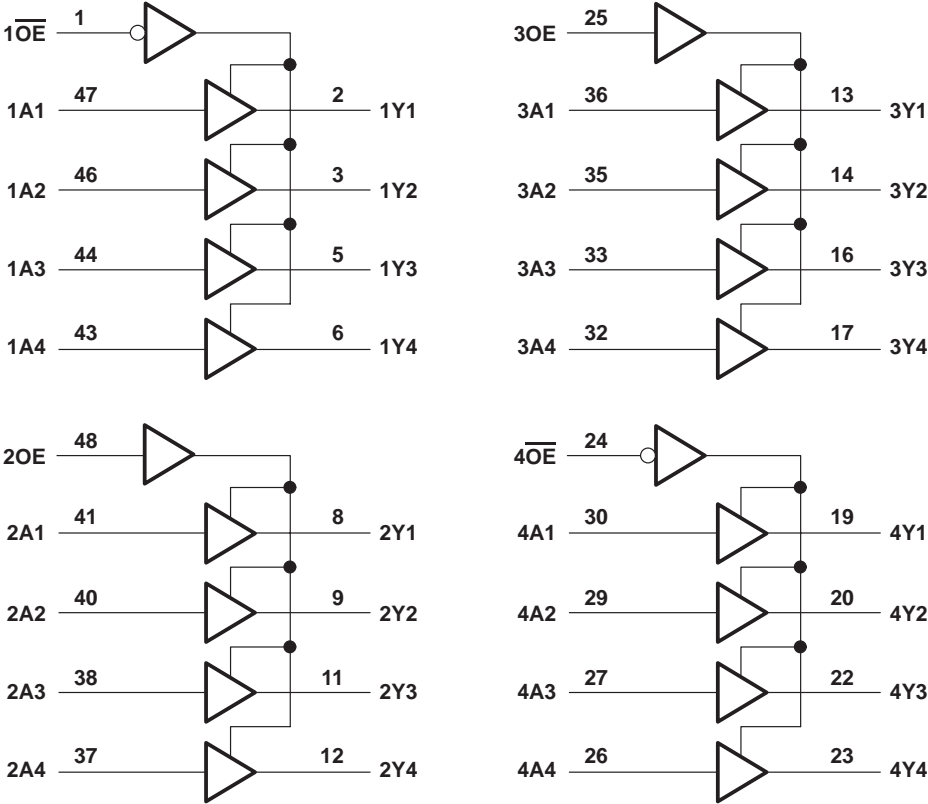 1O̅E̅ 1
1A1 47 2 1Y1
1A2 46 3 1Y2
1A3 44 5 1Y3
1A4 43 6 1Y4
3OE 25
3A1 36 13 3Y1
3A2 35 14 3Y2
3A3 33 16 3Y3
3A4 32 17 3Y4
2OE 48
2A1 41 8 2Y1
2A2 40 9 2Y2
2A3 38 11 2Y3
2A4 37 12 2Y4
4O̅E̅ 24
4A1 30 19 4Y1
4A2 29 20 4Y2
4A3 27 22 4Y3
4A4 26 23 4Y4